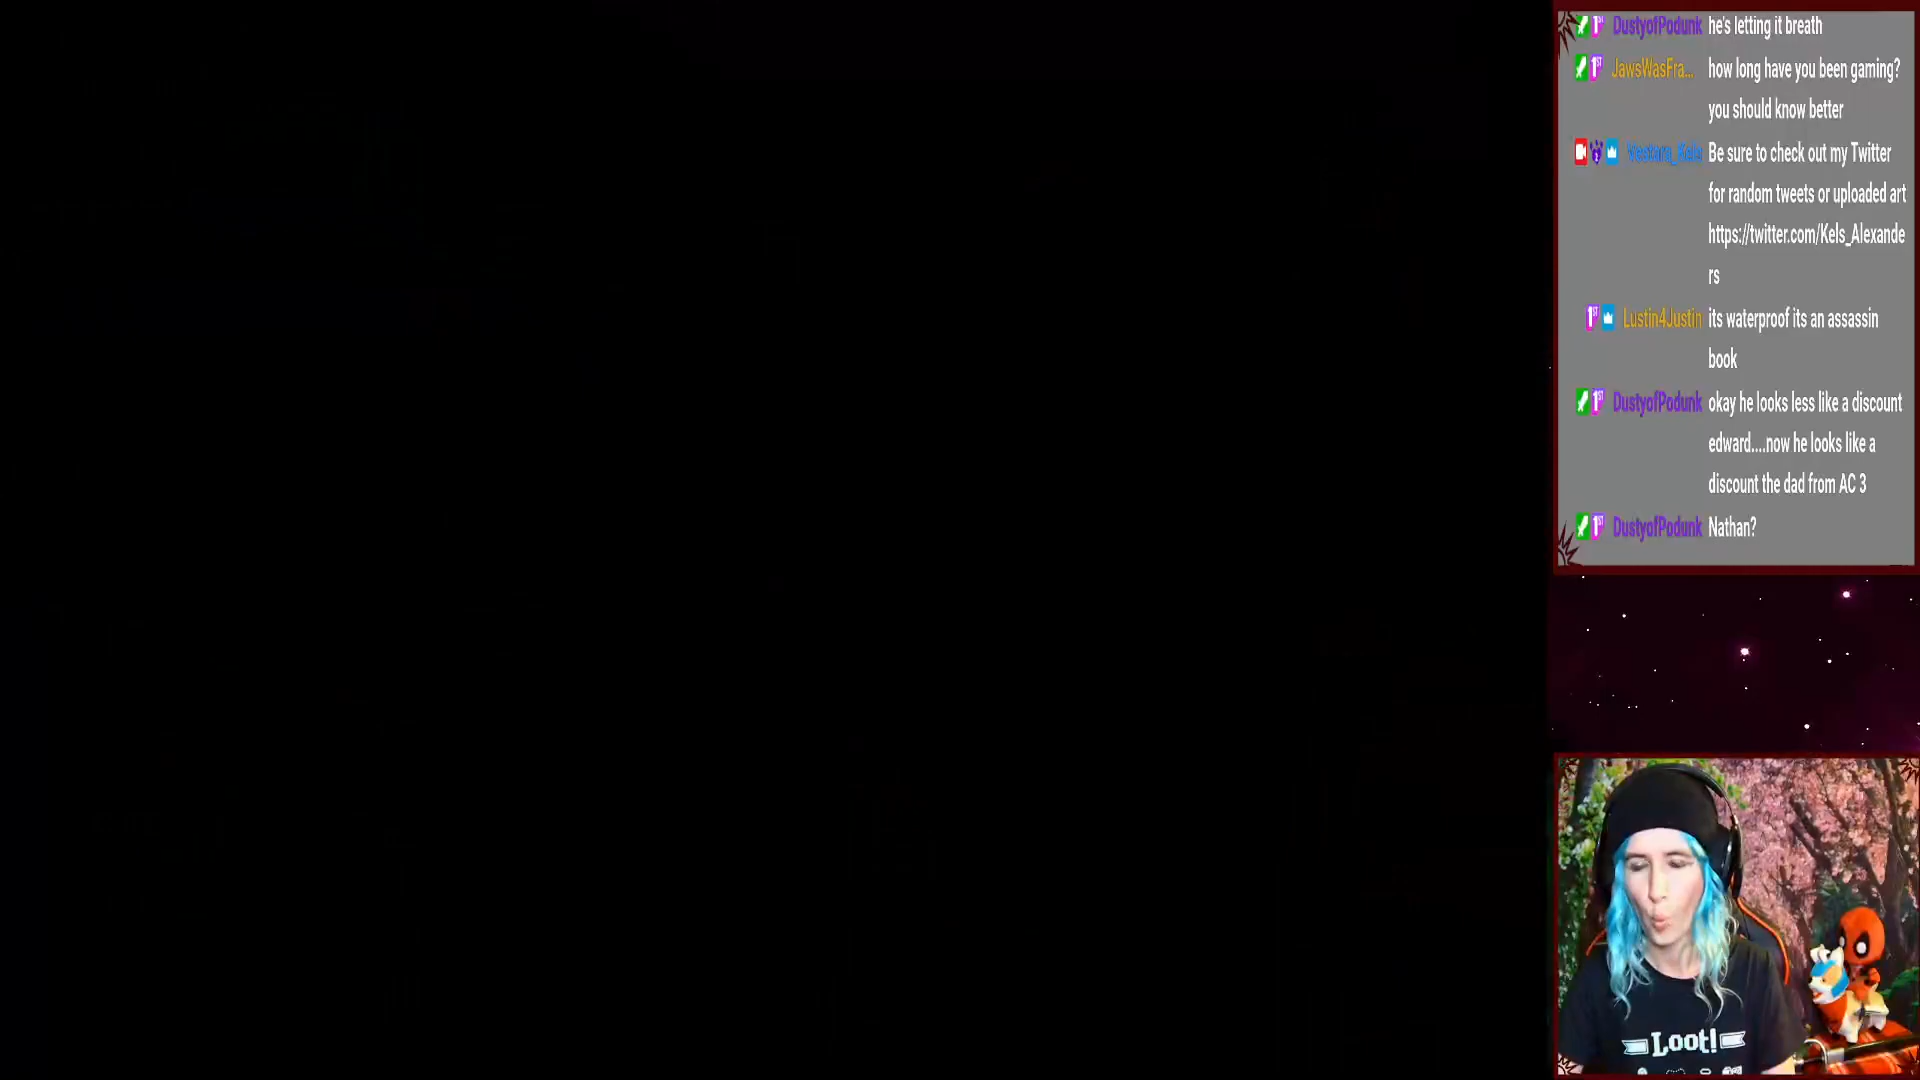 DustyofPodunk he's letting it breath
JawsWasFra... how long have you been gaming?
you should know better
Vestara_Kels Be sure to check out my Twitter
for random tweets or uploaded art
https://twitter.com/Kels_Alexande
rs
Lustin4Justin its waterproof its an assassin
book
DustyofPodunk okay he looks less like a discount
edward....now he looks like a
discount the dad from AC 3
DustyofPodunk Nathan?
Loot!